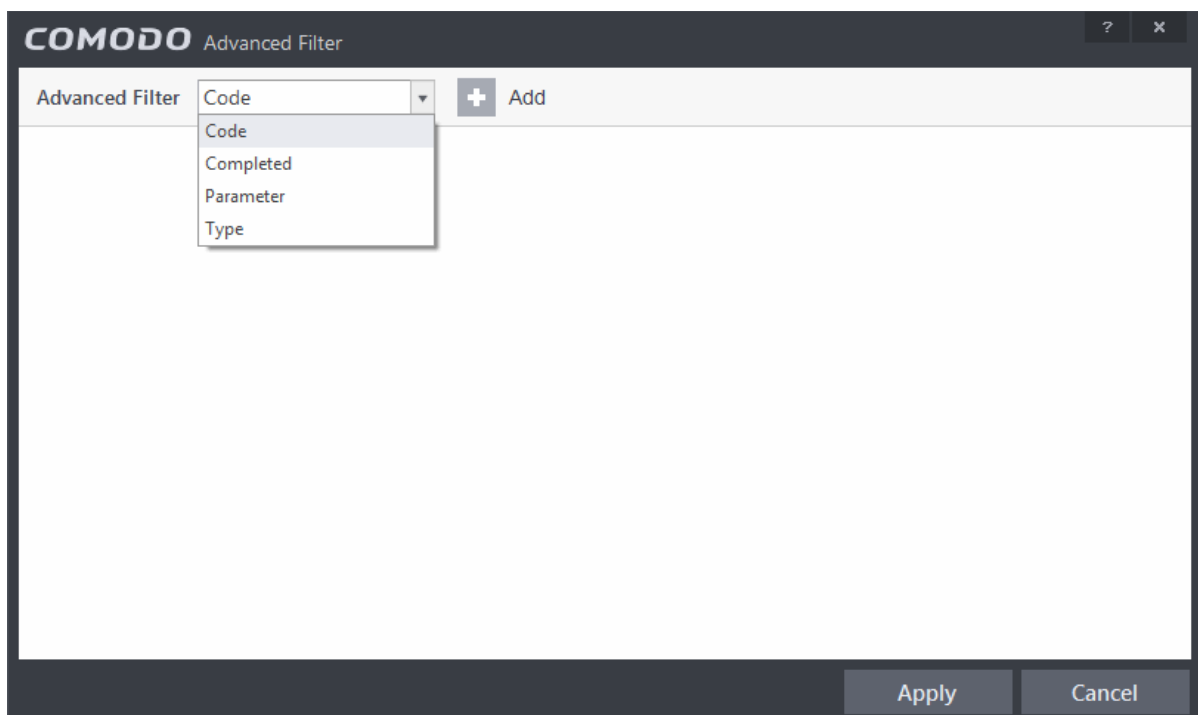 COMODO Advanced Filter ? ×
Advanced Filter Code Add
Code
Completed
Parameter
Type
Apply Cancel